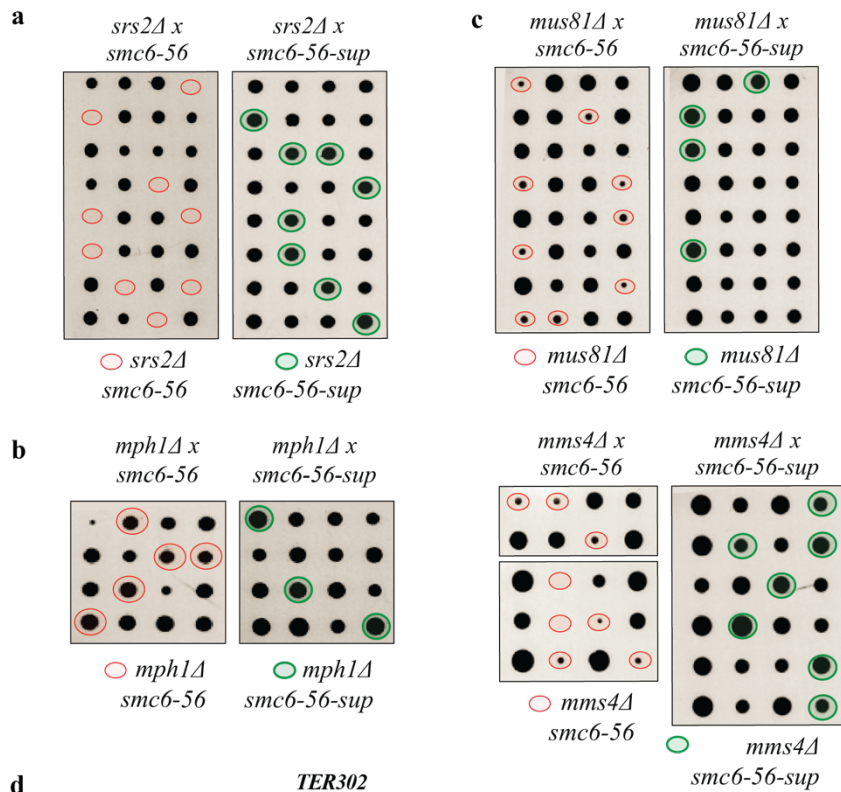 a
srs2Δ x
smc6-56
srs2Δ x
smc6-56-sup
srs2Δ
smc6-56
srs2Δ
smc6-56-sup
b
mph1Δ x
smc6-56
mph1Δ x
smc6-56-sup
mph1Δ
smc6-56
mph1Δ
smc6-56-sup
c
mus81Δ x
smc6-56
mus81Δ x
smc6-56-sup
mus81Δ
smc6-56
mus81Δ
smc6-56-sup
mms4Δ x
smc6-56
mms4Δ x
smc6-56-sup
mms4Δ
smc6-56
mms4Δ
smc6-56-sup
d
TER302